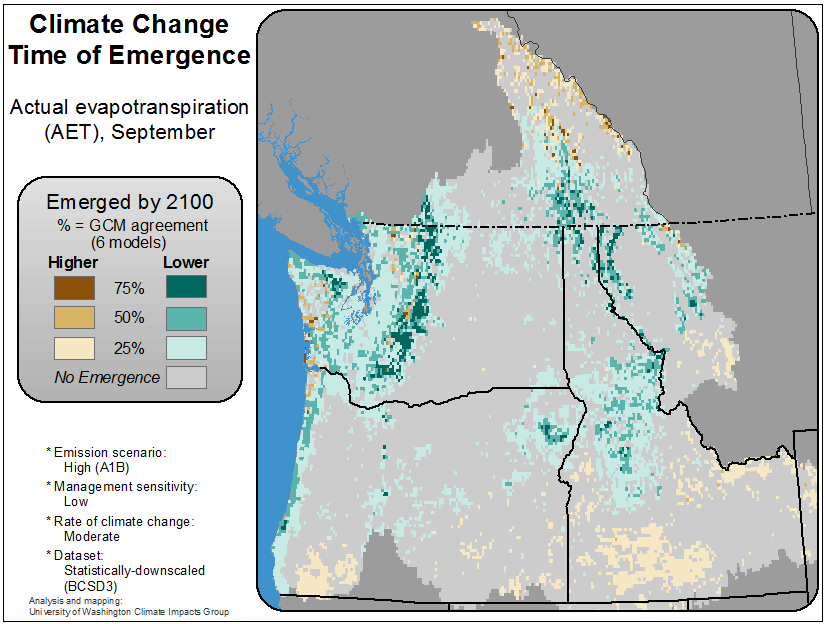 Climate Change
Time of Emergence
Actual evapotranspiration
(AET), September
Emerged by 2100
% = GCM agreement
(6 models)
Higher Lower
75%
50%
25%
No Emergence
* Emission scenario:
High (A1B)
* Management sensitivity:
Low
* Rate of climate change:
Moderate
* Dataset:
Statistically-downscaled
(BCSD3)
Analysis and mapping:
University of Washington Climate Impacts Group